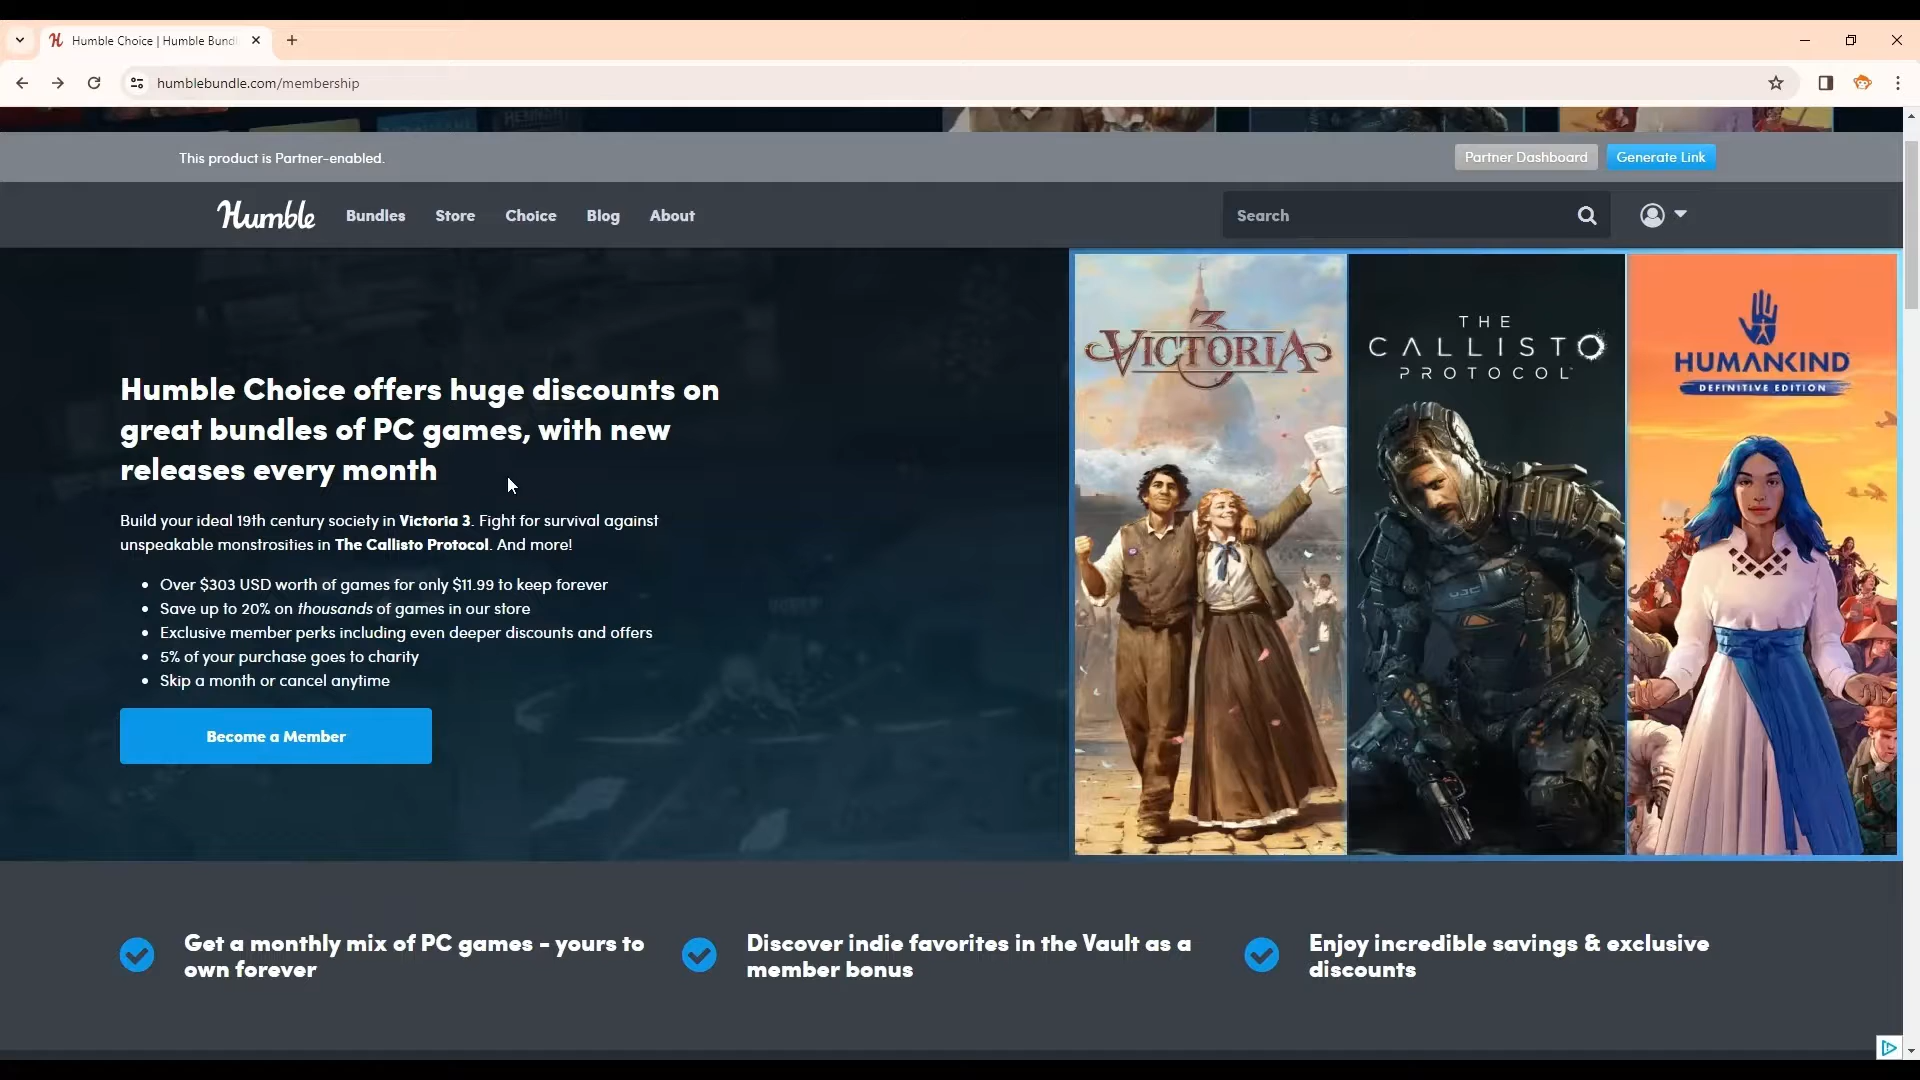 Humble Choice | Humble Bundl
humblebundle.com/membership
This product is Partner-enabled.
Partner Dashboard
Generate Link
Humble
Bundles
Store
Choice
Blog
About
Search
Humble Choice offers huge discounts on
great bundles of PC games, with new
releases every month
Build your ideal 19th century society in Victoria 3. Fight for survival against
unspeakable monstrosities in The Callisto Protocol. And more!
Over $303 USD worth of games for only $11.99 to keep forever
Save up to 20% on thousands of games in our store
Exclusive member perks including even deeper discounts and offers
5% of your purchase goes to charity
Skip a month or cancel anytime
Become a Member
3
VICTORIA
THE
CALLISTO
PROTOCOL
HUMANKIND
DEFINITIVE EDITION
Get a monthly mix of PC games - yours to
own forever
Discover indie favorites in the Vault as a
member bonus
Enjoy incredible savings & exclusive
discounts